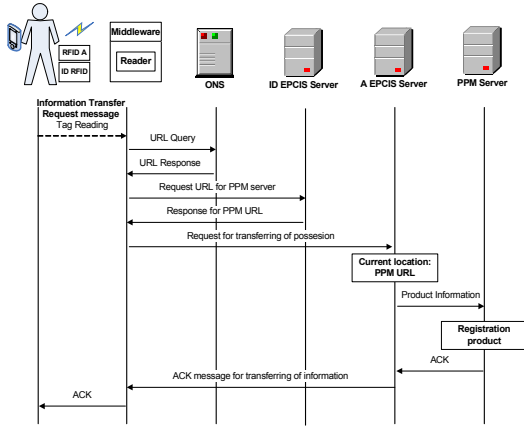 Middleware
RFID A
ID RFID
Reader
ONS
ID EPCIS Server
A EPCIS Server
PPM Server
Information Transfer
Request message
Tag Reading
URL Query
URL Response
Request URL for PPM server
Response for PPM URL
Request for transferring of possesion
Current location:
PPM URL
Product Information
Registration
product
ACK
ACK message for transferring of information
ACK